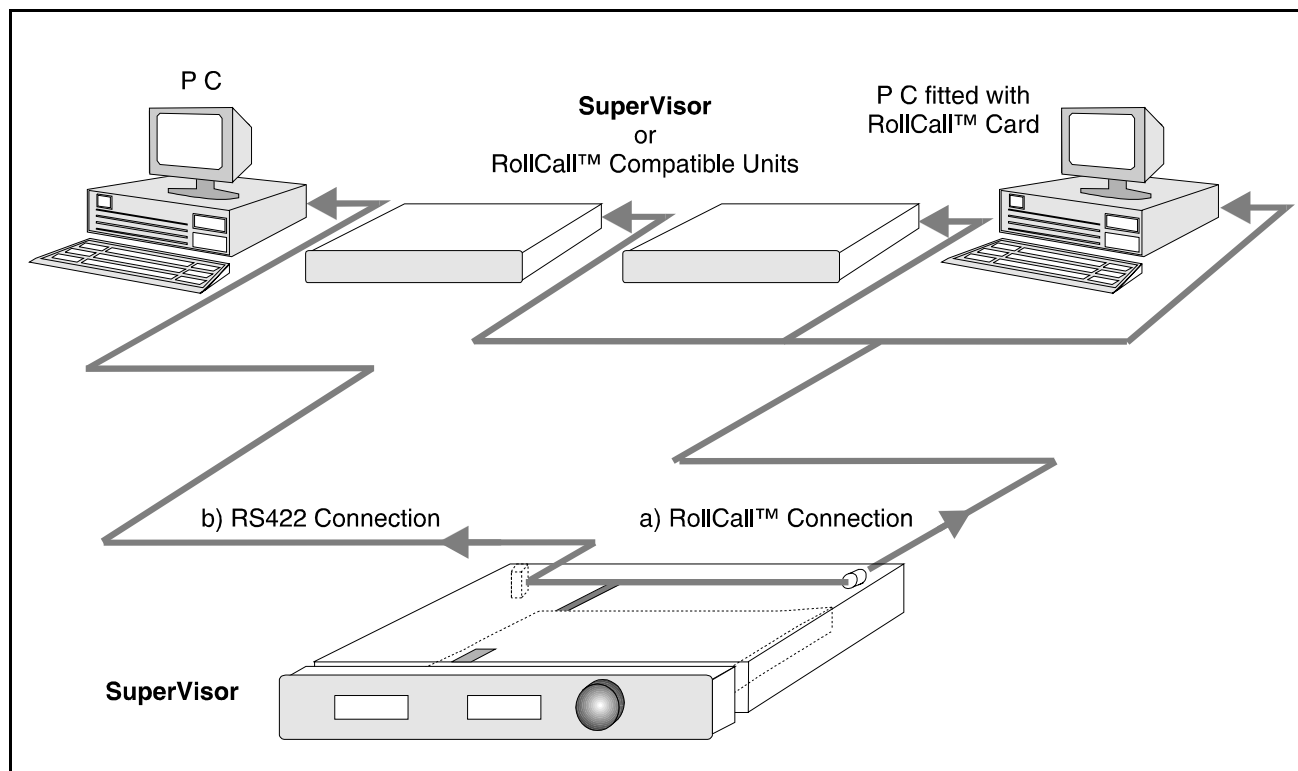 P C
SuperVisor
or
RollCall™ Compatible Units
P C fitted with
RollCall™ Card
b) RS422 Connection
a) RollCall™ Connection
SuperVisor